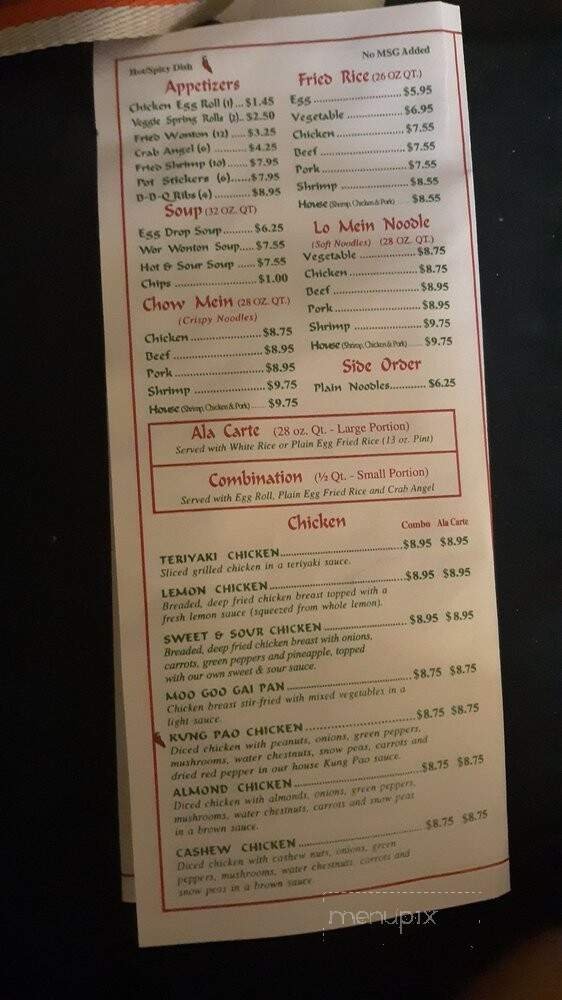 Hot/Spicy Dish
No MSG Added
Appetizers
Chicken Egg Roll (1) ... $1.45
Veggie Spring Rolls (2).. $2.50
Fried Wonton (12) ..... $3.25
Crab Angel (6) .......... $4.25
Fried Shrimp (10) ....... $7.95
Pot Stickers (6)...... $7.95
B-B-Q Ribs (4) .......... $8.95
Soup (32 OZ. QT)
Egg Drop Soup......... $6.25
Wor Wonton Soup.... $7.55
Hot & Sour Soup ...... $7.55
Chips ........................ $1.00
Chow Mein (28 OZ. QT.)
(Crispy Noodles)
Chicken...................... $8.75
Beef ........................... $8.95
Pork........................... $8.95
Shrimp ..................... $9.75
House (Shrimp, Chicken & Pork) ...... $9.75
Fried Rice (26 OZ QT.)
Egg .......................... $5.95
Vegetable ................. $6.95
Chicken.................... $7.55
Beef ......................... $7.55
Pork......................... $7.55
Shrimp .................... $8.55
House (Shrimp, Chicken & Pork) ..... $8.55
Lo Mein Noodle
(Soft Noodles) (28 OZ. QT.)
Vegetable ................. $8.75
Chicken.................... $8.75
Beef ......................... $8.95
Pork......................... $8.95
Shrimp .................... $9.75
House (Shrimp, Chicken & Pork) ..... $9.75
Side Order
Plain Noodles............ $6.25
Ala Carte (28 oz. Qt. - Large Portion)
Served with White Rice or Plain Egg Fried Rice (13 oz. Pint)
Combination (½ Qt. - Small Portion)
Served with Egg Roll, Plain Egg Fried Rice and Crab Angel
Chicken Combo Ala Carte
TERIYAKI CHICKEN................................ $8.95 $8.95
Sliced grilled chicken in a teriyaki sauce.
LEMON CHICKEN................................... $8.95 $8.95
Breaded, deep fried chicken breast topped with a
fresh lemon sauce (squeezed from whole lemon).
SWEET & SOUR CHICKEN ...................... $8.95 $8.95
Breaded, deep fried chicken breast with onions,
carrots, green peppers and pineapple, topped
with our own sweet & sour sauce.
MOO GOO GAI PAN ................................ $8.75 $8.75
Chicken breast stir-fried with mixed vegetables in a
light sauce.
KUNG PAO CHICKEN ............................ $8.75 $8.75
Diced chicken with peanuts, onions, green peppers,
mushrooms, water chestnuts, snow peas, carrots and
dried red pepper in our house Kung Pao sauce.
ALMOND CHICKEN ................................ $8.75 $8.75
Diced chicken with almonds, onions, green peppers,
mushrooms, water chestnuts, carrots and snow peas
in a brown sauce.
CASHEW CHICKEN ................................ $8.75 $8.75
Diced chicken with cashew nuts, onions, green
peppers, mushrooms, water chestnuts, carrots and
snow peas in a brown sauce
menupix